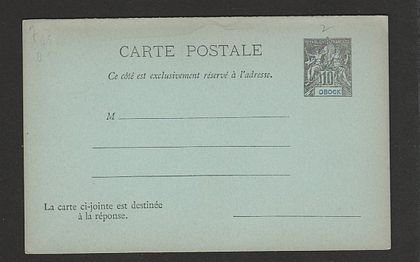 CARTE POSTALE
Ce côté est exclusivement réservé à l'adresse.
10
OBOCK
M
La carte ci-jointe est destinée
à la réponse.